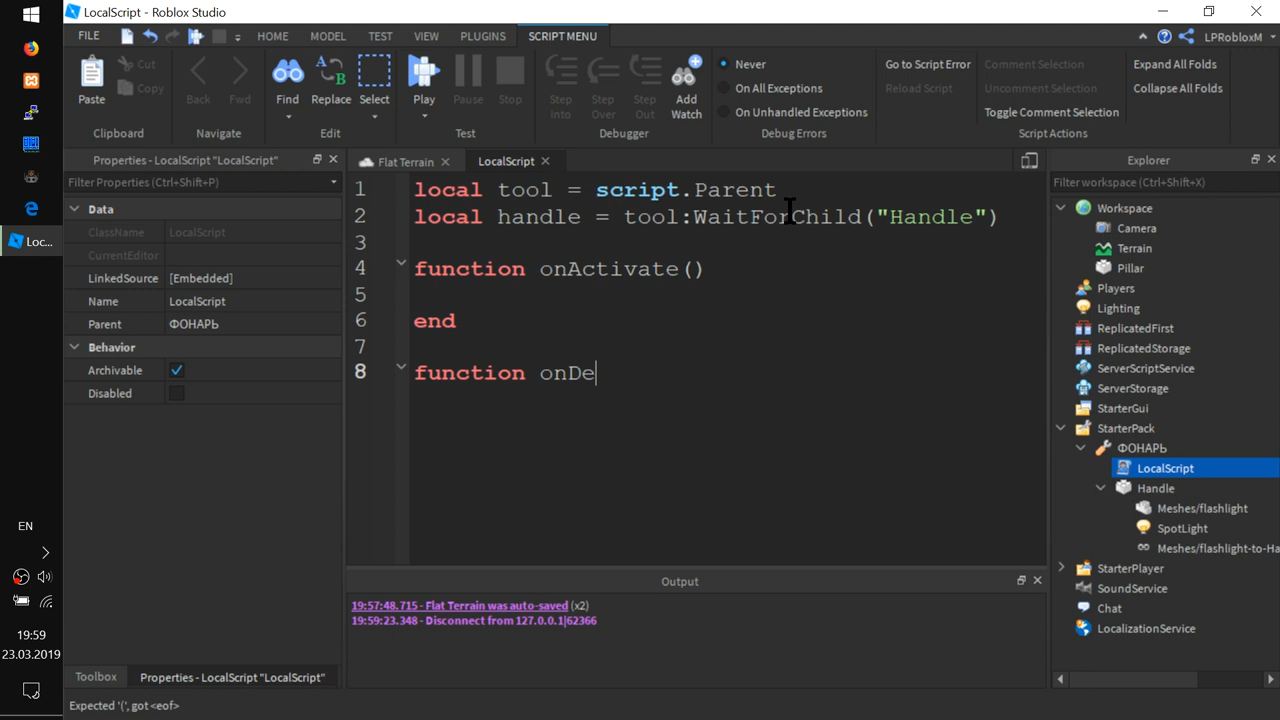 LocalScript - Roblox Studio
FILE
HOME
MODEL
TEST
VIEW
PLUGINS
SCRIPT MENU
LPRobloxM
Paste
Cut
Copy
Clipboard
Back
Fwd
Navigate
Find
Replace
Select
Edit
Play
Pause
Stop
Test
Step Into
Step Over
Step Out
Add Watch
Debugger
Never
On All Exceptions
On Unhandled Exceptions
Debug Errors
Go to Script Error
Reload Script
Comment Selection
Uncomment Selection
Toggle Comment Selection
Script Actions
Expand All Folds
Collapse All Folds
Properties - LocalScript "LocalScript"
Filter Properties (Ctrl+Shift+P)
Data
ClassName LocalScript
CurrentEditor
LinkedSource [Embedded]
Name LocalScript
Parent ФОНАРЬ
Behavior
Archivable
Disabled
Toolbox
Properties - LocalScript "LocalScript"
Flat Terrain
LocalScript
1 local tool = script.Parent
2 local handle = tool:WaitForChild("Handle")
3
4 function onActivate()
5
6 end
7
8 function onDe
Output
19:57:48.715 - Flat Terrain was auto-saved (x2)
19:59:23.348 - Disconnect from 127.0.0.1|62366
Explorer
Filter workspace (Ctrl+Shift+X)
Workspace
Camera
Terrain
Pillar
Players
Lighting
ReplicatedFirst
ReplicatedStorage
ServerScriptService
ServerStorage
StarterGui
StarterPack
ФОНАРЬ
LocalScript
Handle
Meshes/flashlight
SpotLight
Meshes/flashlight-to-Ha
StarterPlayer
SoundService
Chat
LocalizationService
Loc...
EN
19:59
23.03.2019
Expected '(', got <eof>